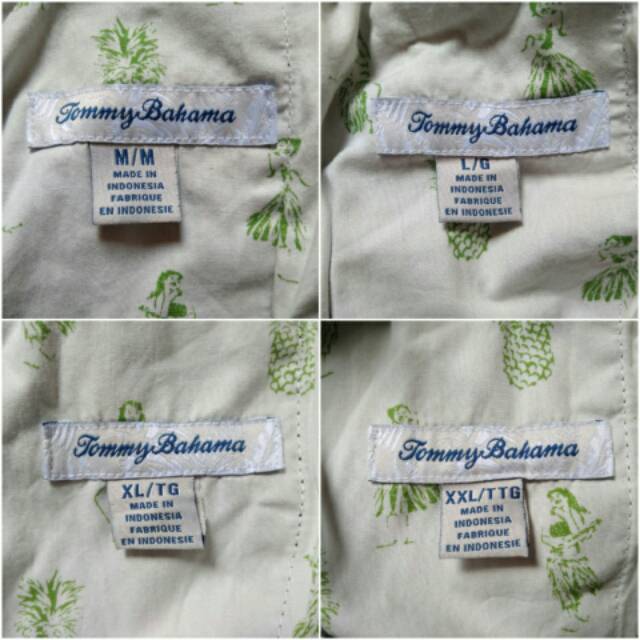 Tommy Bahama
M/M
MADE IN
INDONESIA
FABRIQUE
EN INDONESIE
Tommy Bahama
L/G
MADE IN
INDONESIA
FABRIQUE
EN INDONESIE
Tommy Bahama
XL/TG
MADE IN
INDONESIA
FABRIQUE
EN INDONESIE
Tommy Bahama
XXL/TTG
MADE IN
INDONESIA
FABRIQUE
EN INDONESIE